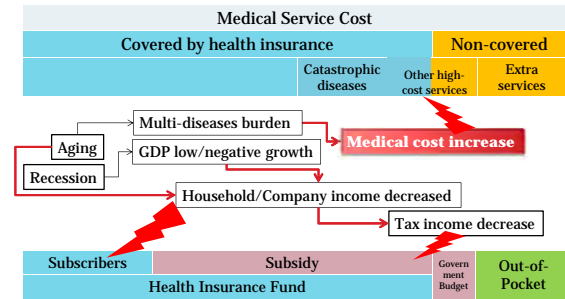 Medical Service Cost
Covered by health insurance
Non-covered
Catastrophic
diseases
Other high-
cost services
Extra
services
Multi-diseases burden
Medical cost increase
Aging
GDP low/negative growth
Recession
Household/Company income decreased
Tax income decrease
Subscribers
Subsidy
Govern
ment
Budget
Out-of-
Pocket
Health Insurance Fund